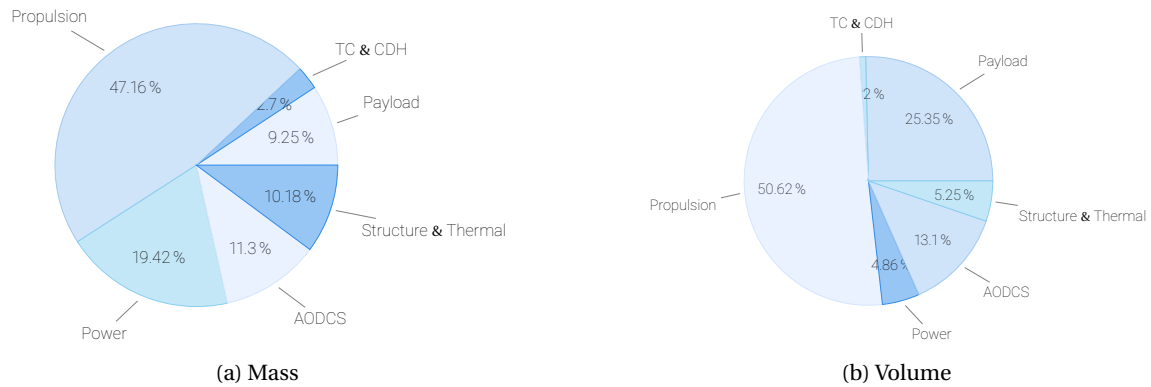 Propulsion
47.16 %
TC & CDH
2.7 %
Payload
9.25 %
10.18 %
Structure & Thermal
11.3 %
AODCS
19.42 %
Power
(a) Mass
TC & CDH
2 %
Payload
25.35 %
Propulsion
50.62 %
5.25 %
Structure & Thermal
13.1 %
AODCS
4.86 %
Power
(b) Volume